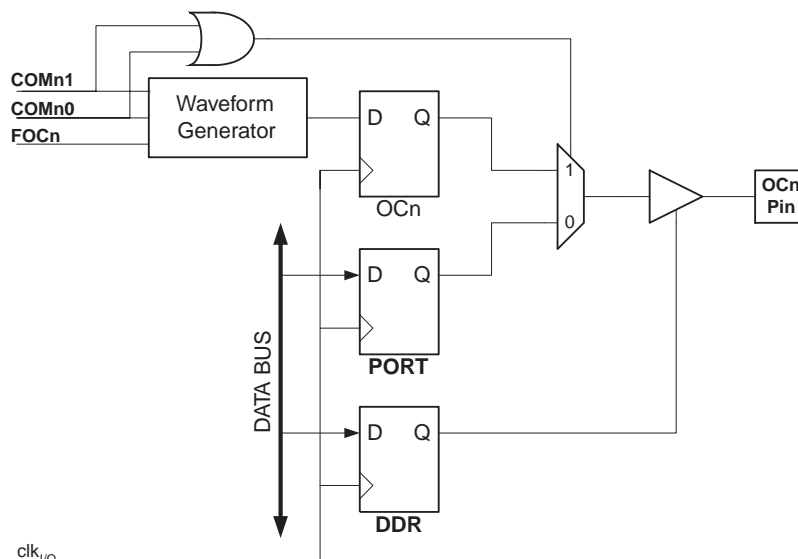 COMn1
COMn0
FOCn
Waveform
Generator
D Q
OCn
1
0
OCn
Pin
D Q
PORT
DATA BUS
D Q
DDR
clkI/O